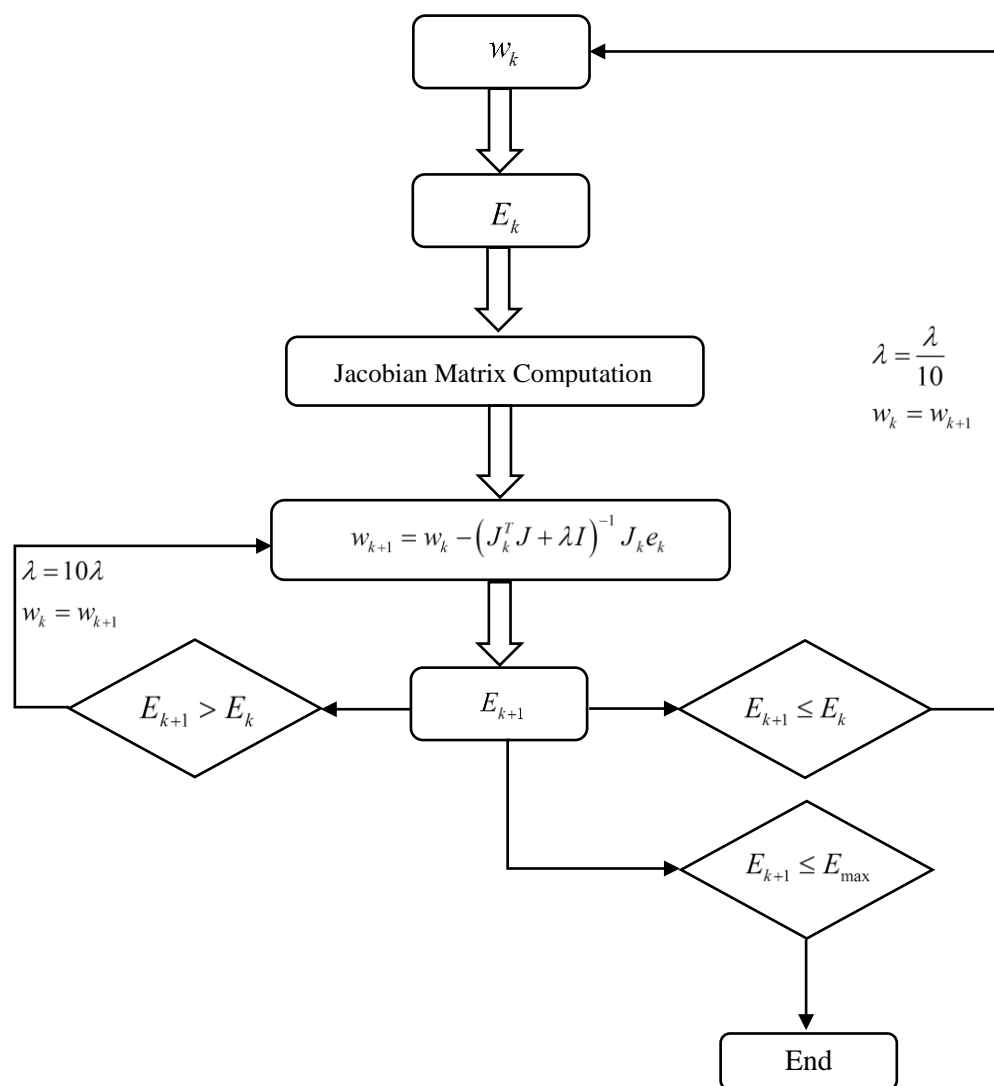 w_k
E_k
Jacobian Matrix Computation
λ = λ/10
w_k = w_{k+1}
w_{k+1} = w_k − (J_k^T J + λI)^{−1} J_k e_k
λ = 10λ
w_k = w_{k+1}
E_{k+1} > E_k
E_{k+1}
E_{k+1} ≤ E_k
E_{k+1} ≤ E_max
End